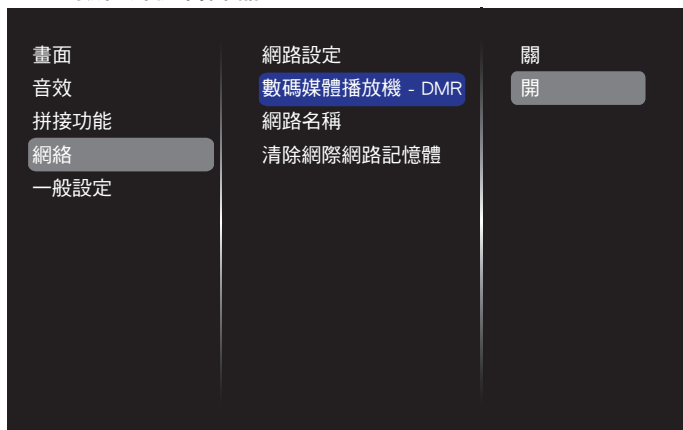 畫面
音效
拼接功能
網絡
一般設定
網路設定
數碼媒體播放機 - DMR
網路名稱
清除網際網路記憶體
關
開